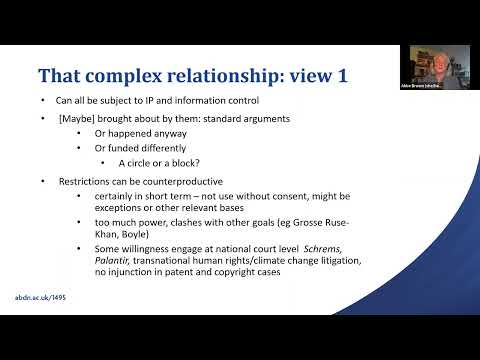 That complex relationship: view 1
Can all be subject to IP and information control
[Maybe] brought about by them: standard arguments
Or happened anyway
Or funded differently
A circle or a block?
Restrictions can be counterproductive
certainly in short term – not use without consent, might be
exceptions or other relevant bases
too much power, clashes with other goals (eg Grosse Ruse-
Khan, Boyle)
Some willingness engage at national court level Schrems,
Palantir, transnational human rights/climate change litigation,
no injunction in patent and copyright cases
abdn.ac.uk/1495
Abbe Brown